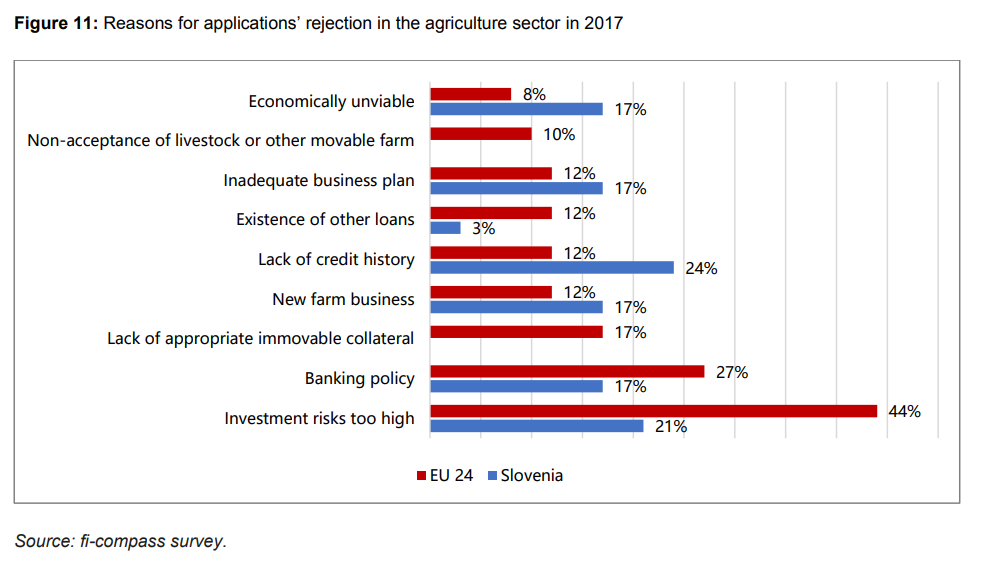 Figure 11: Reasons for applications’ rejection in the agriculture sector in 2017
Economically unviable
8%
17%
Non-acceptance of livestock or other movable farm
10%
Inadequate business plan
12%
17%
Existence of other loans
12%
3%
Lack of credit history
12%
24%
New farm business
12%
17%
Lack of appropriate immovable collateral
17%
Banking policy
27%
17%
Investment risks too high
44%
21%
EU 24 Slovenia
Source: fi-compass survey.